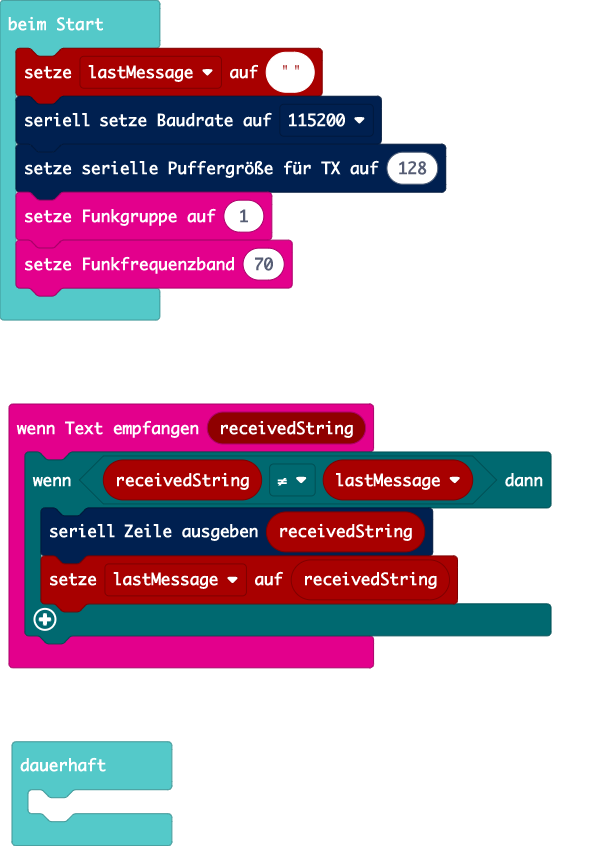 beim Start
setze lastMessage auf " "
seriell setze Baudrate auf 115200
setze serielle Puffergröße für TX auf 128
setze Funkgruppe auf 1
setze Funkfrequenzband 70
wenn Text empfangen receivedString
wenn receivedString ≠ lastMessage dann
seriell Zeile ausgeben receivedString
setze lastMessage auf receivedString
dauerhaft